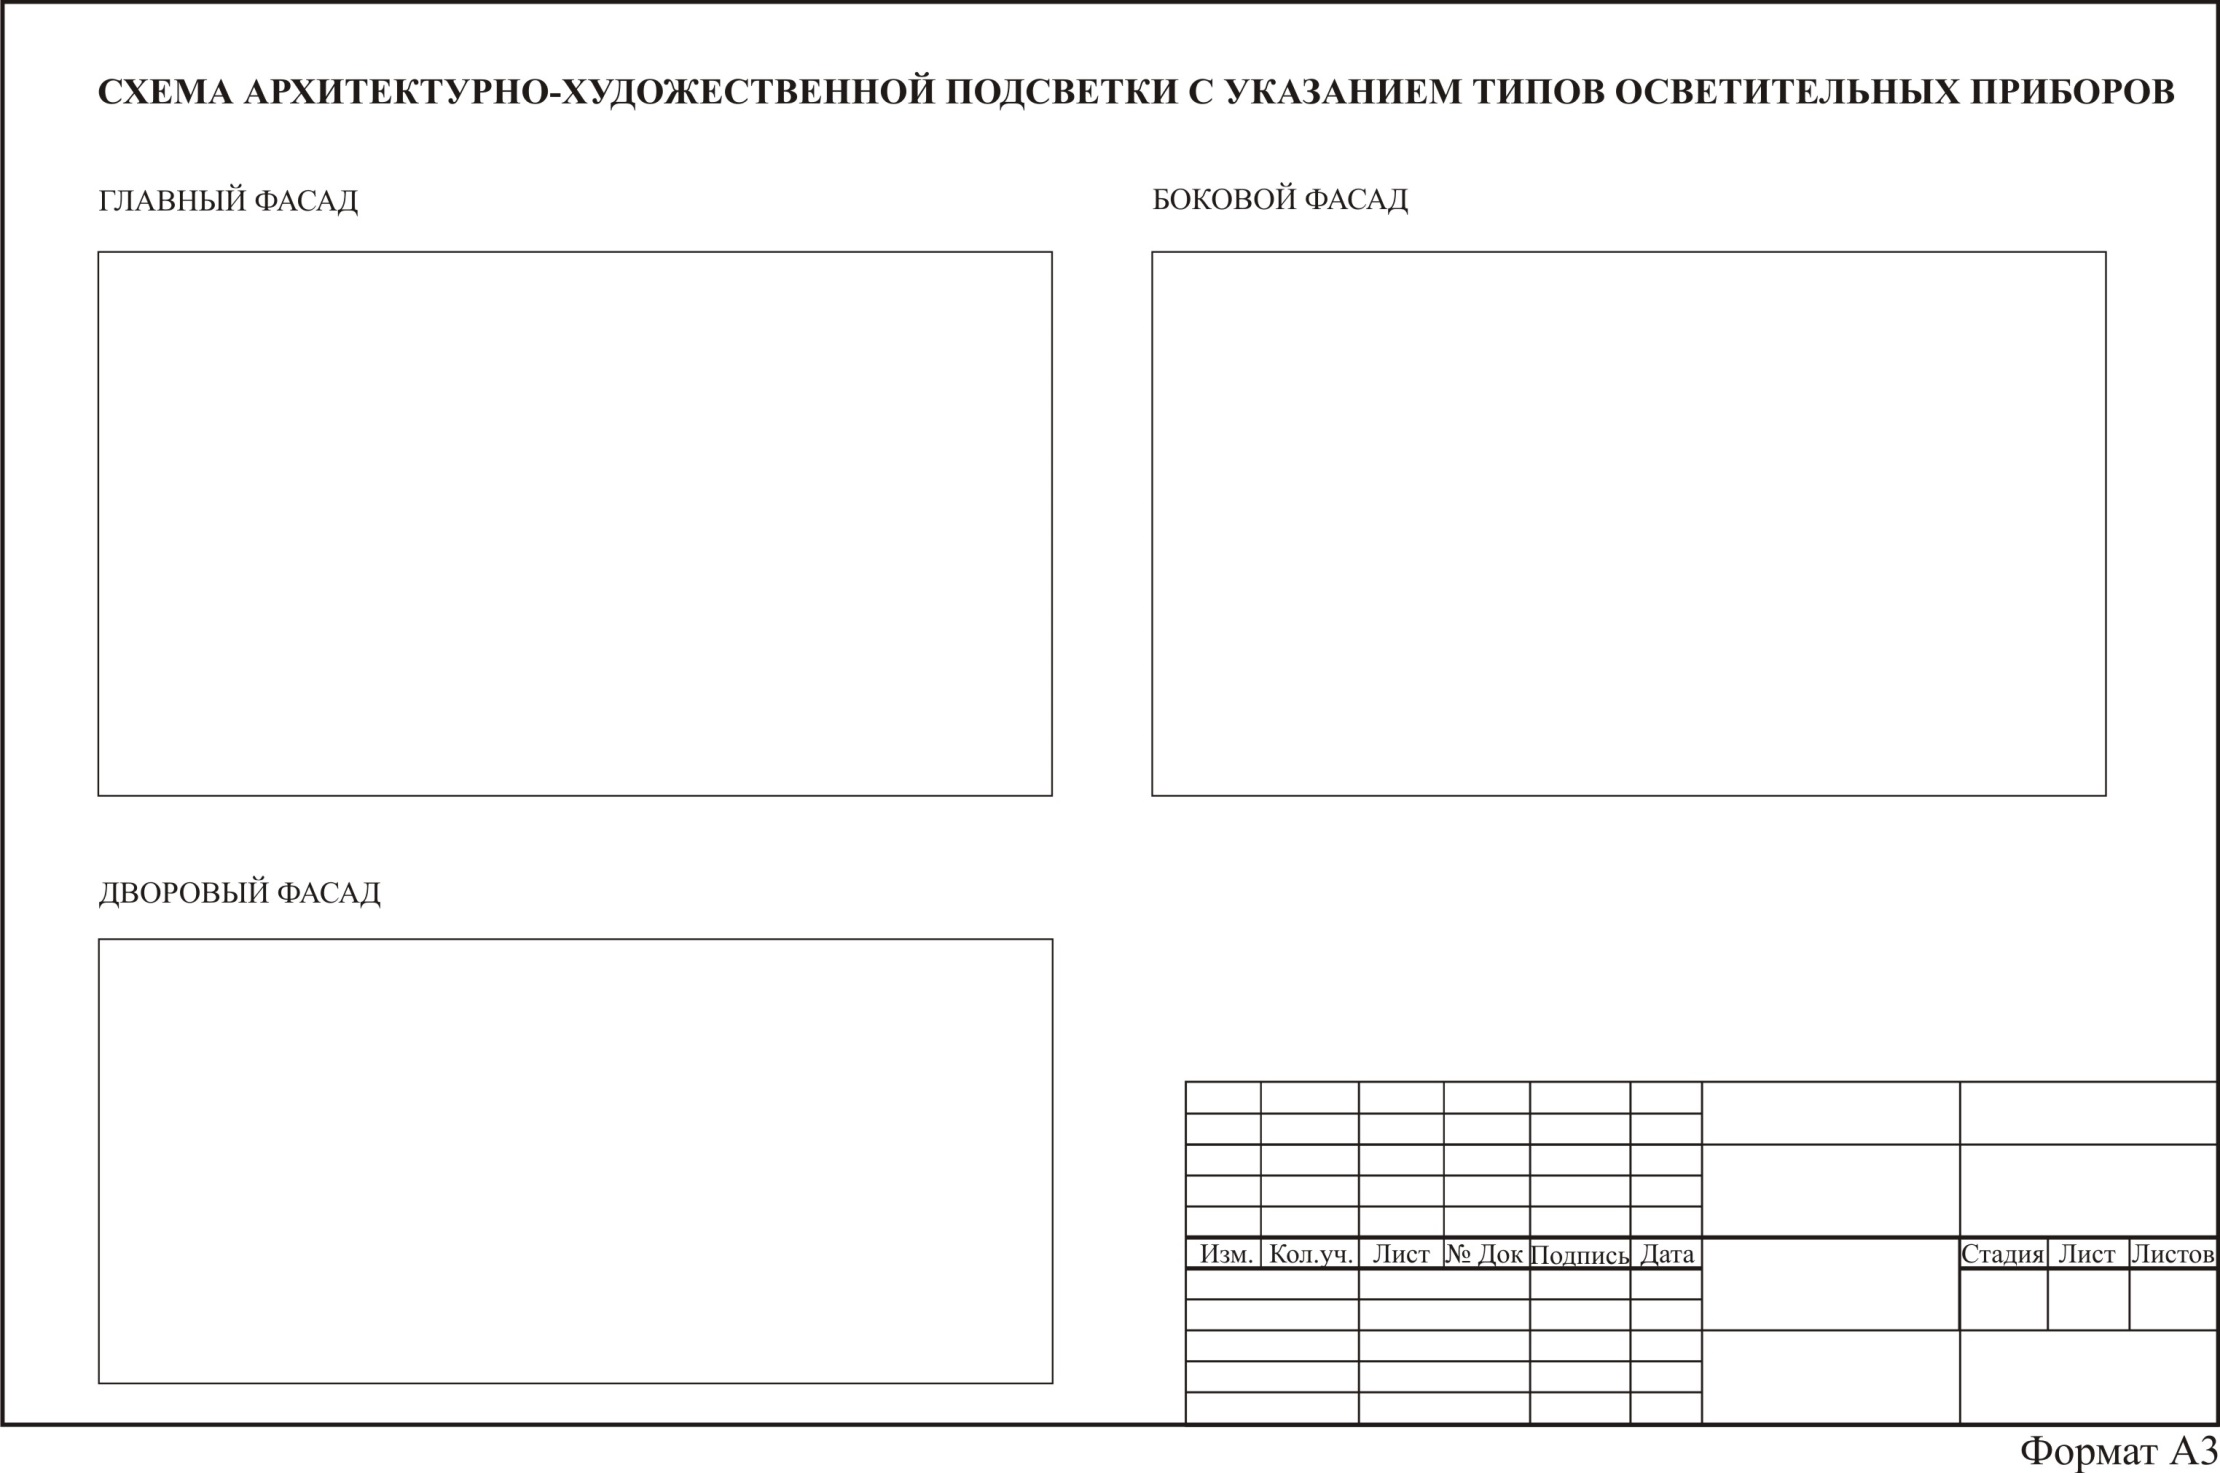 СХЕМА АРХИТЕКТУРНО-ХУДОЖЕСТВЕННОЙ ПОДСВЕТКИ С УКАЗАНИЕМ ТИПОВ ОСВЕТИТЕЛЬНЫХ ПРИБОРОВ
ГЛАВНЫЙ ФАСАД
БОКОВОЙ ФАСАД
ДВОРОВЫЙ ФАСАД
Изм. Кол.уч. Лист № Док Подпись Дата Стадия Лист Листов
Формат А3